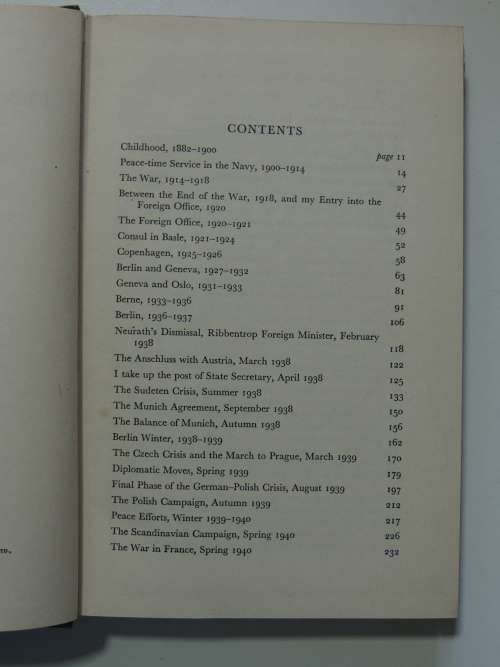 CONTENTS
Childhood, 1882–1900 page 11
Peace-time Service in the Navy, 1900–1914 14
The War, 1914–1918 27
Between the End of the War, 1918, and my Entry into the
Foreign Office, 1920 44
The Foreign Office, 1920–1921 49
Consul in Basle, 1921–1924 52
Copenhagen, 1925–1926 58
Berlin and Geneva, 1927–1932 63
Geneva and Oslo, 1931–1933 81
Berne, 1933–1936 91
Berlin, 1936–1937 106
Neurath's Dismissal, Ribbentrop Foreign Minister, February
1938 118
The Anschluss with Austria, March 1938 122
I take up the post of State Secretary, April 1938 125
The Sudeten Crisis, Summer 1938 133
The Munich Agreement, September 1938 150
The Balance of Munich, Autumn 1938 156
Berlin Winter, 1938–1939 162
The Czech Crisis and the March to Prague, March 1939 170
Diplomatic Moves, Spring 1939 179
Final Phase of the German-Polish Crisis, August 1939 197
The Polish Campaign, Autumn 1939 212
Peace Efforts, Winter 1939–1940 217
The Scandinavian Campaign, Spring 1940 226
The War in France, Spring 1940 232